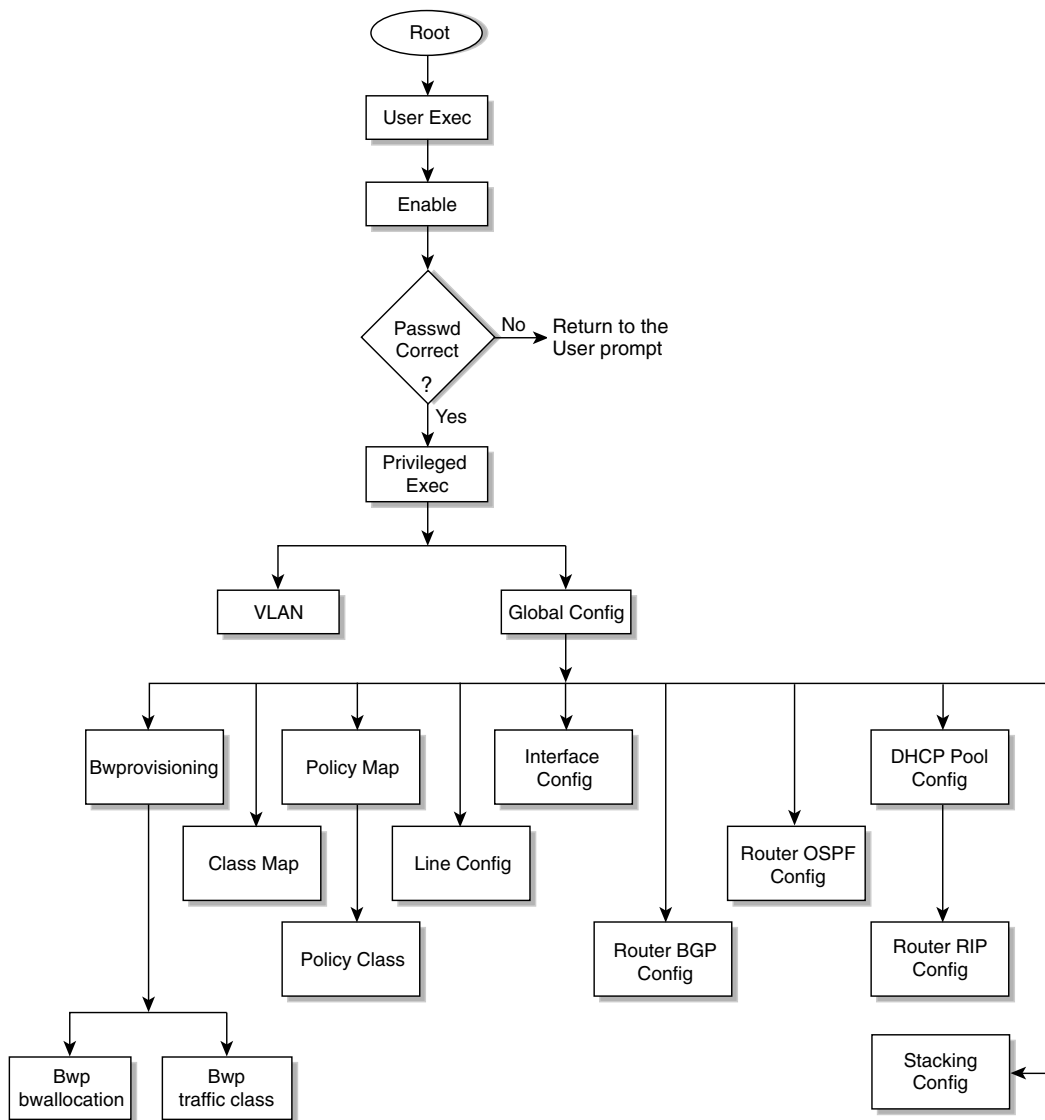 Root
User Exec
Enable
Passwd
Correct
?
No
Return to the
User prompt
Yes
Privileged
Exec
VLAN
Global Config
Bwprovisioning
Policy Map
Interface
Config
DHCP Pool
Config
Class Map
Line Config
Router OSPF
Config
Policy Class
Router BGP
Config
Router RIP
Config
Bwp
bwallocation
Bwp
traffic class
Stacking
Config